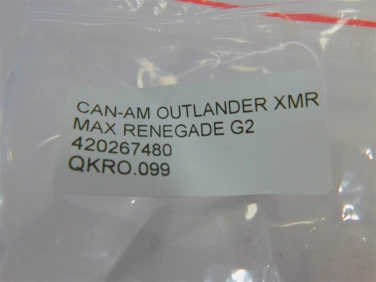 CAN-AM OUTLANDER XMR
MAX RENEGADE G2
420267480
QKRO.099